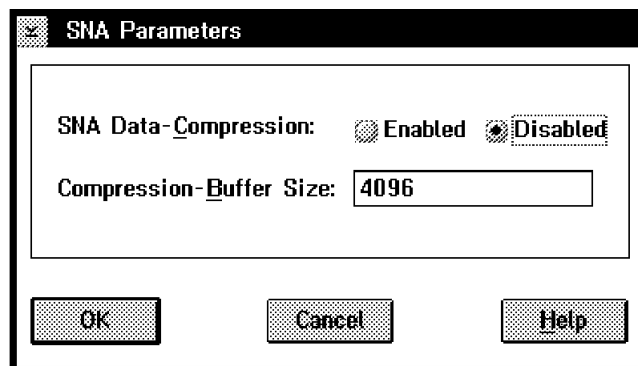 SNA Parameters
SNA Data-Compression: Enabled Disabled
Compression-Buffer Size: 4096
OK Cancel Help